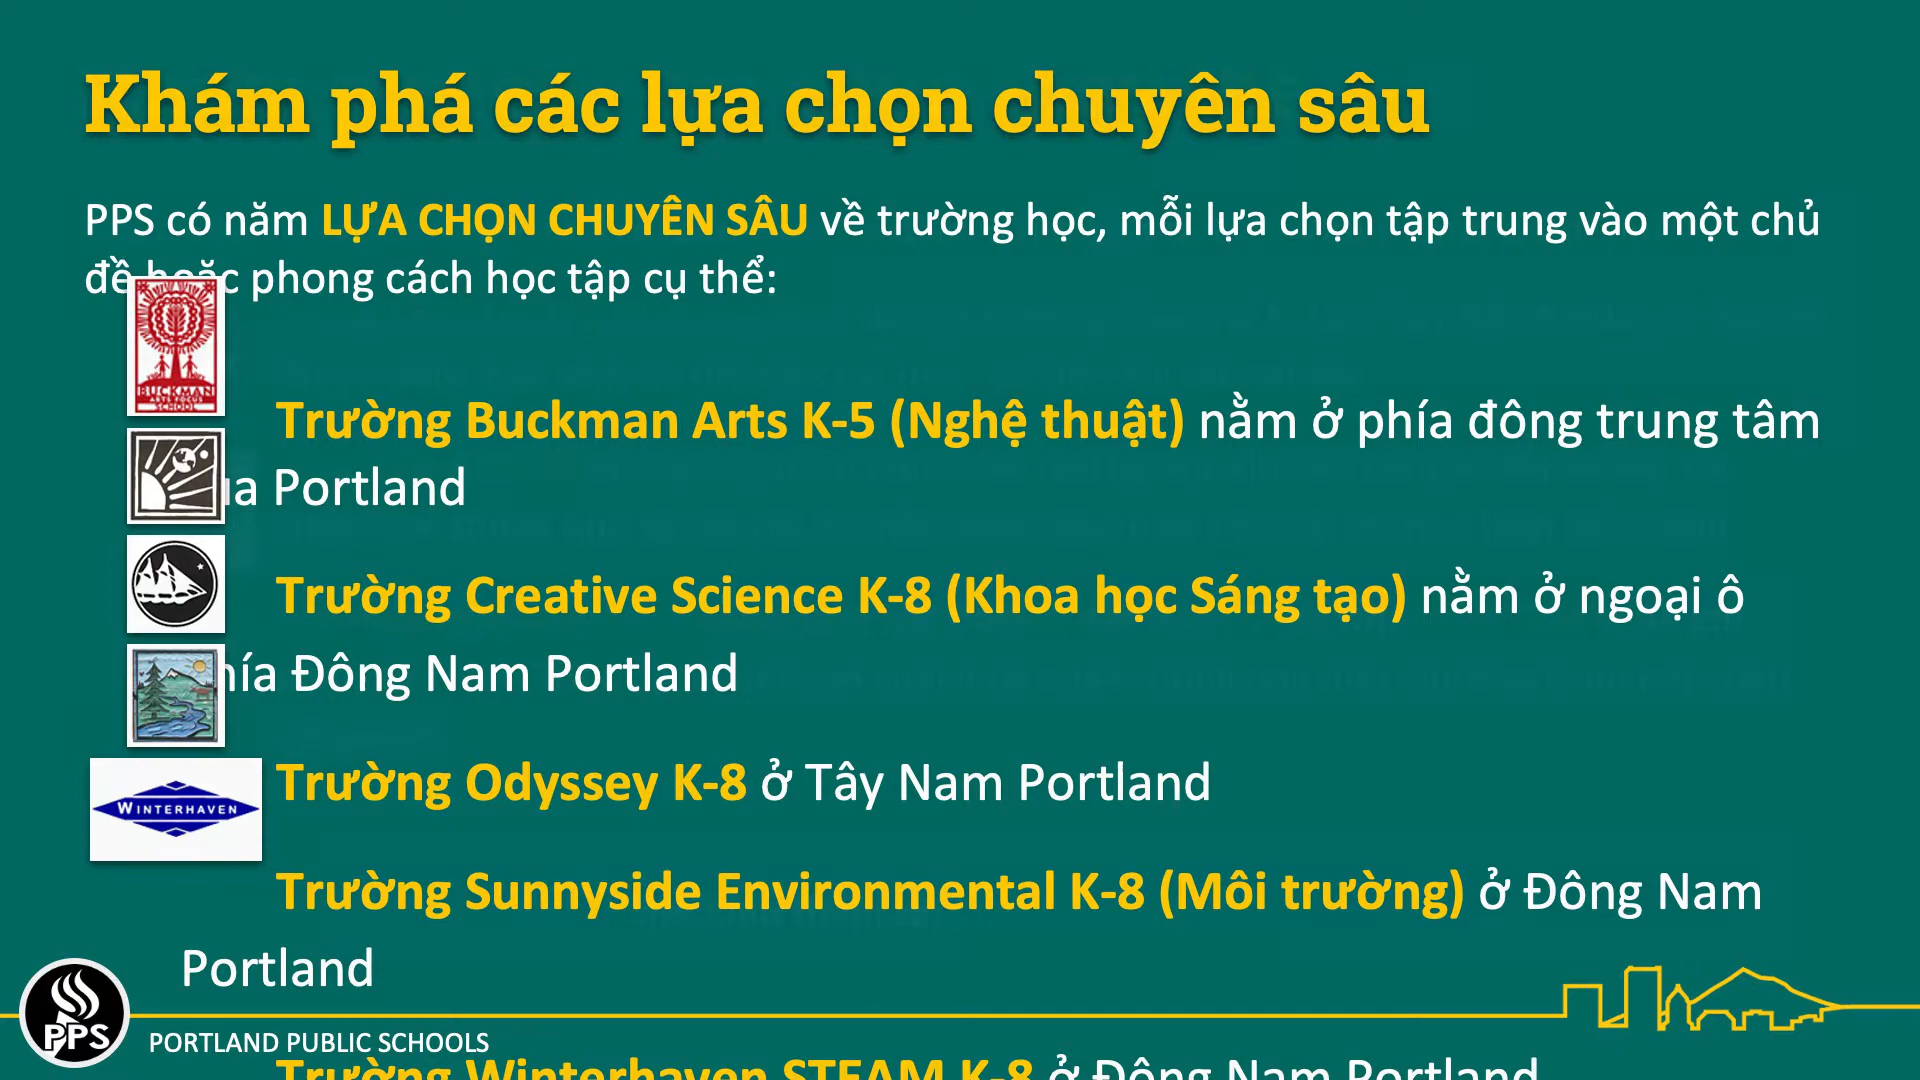 Khám phá các lựa chọn chuyên sâu
PPS có năm LỰA CHỌN CHUYÊN SÂU về trường học, mỗi lựa chọn tập trung vào một chủ
phong cách học tập cụ thể:
BUCKMAN
ARTS FOCUS
SCHOOL
Trường Buckman Arts K-5 (Nghệ thuật) nằm ở phía đông trung tâm
Portland
Trường Creative Science K-8 (Khoa học Sáng tạo) nằm ở ngoại ô
Đông Nam Portland
Trường Odyssey K-8 ở Tây Nam Portland
WINTERHAVEN
Trường Sunnyside Environmental K-8 (Môi trường) ở Đông Nam
Portland
PPS
PORTLAND PUBLIC SCHOOLS
Trường Winterhaven STEAM K-8 ở Đông Nam Portland